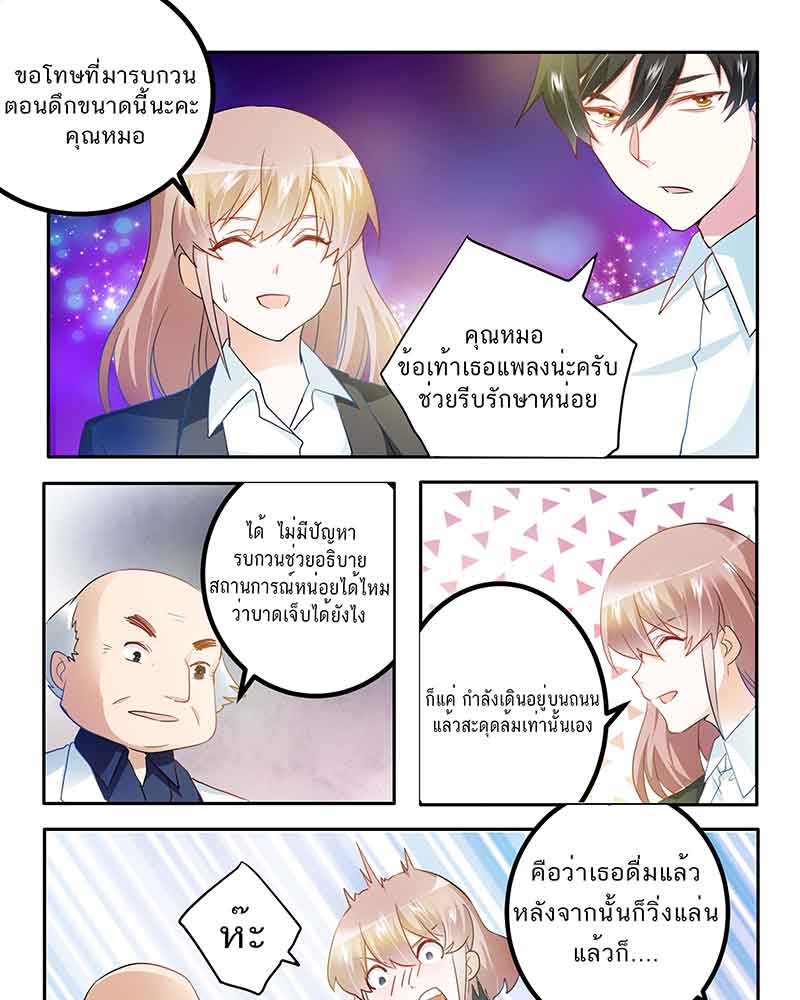 ขอโทษที่มารบกวน
ตอนดึกขนาดนี้นะคะ
คุณหมอ
คุณหมอ
ข้อเท้าเธอแพลงน่ะครับ
ช่วยรีบรักษาหน่อย
ได้ ไม่มีปัญหา
รบกวนช่วยอธิบาย
สถานการณ์หน่อยได้ไหม
ว่าบาดเจ็บได้ยังไง
ก็แค่ กำลังเดินอยู่บนถนน
แล้วสะดุดล้มเท่านั้นเอง
คือว่าเธอดื่มแล้ว
หลังจากนั้นก็วิ่งแล่น
แล้วก็....
ห๊ะ